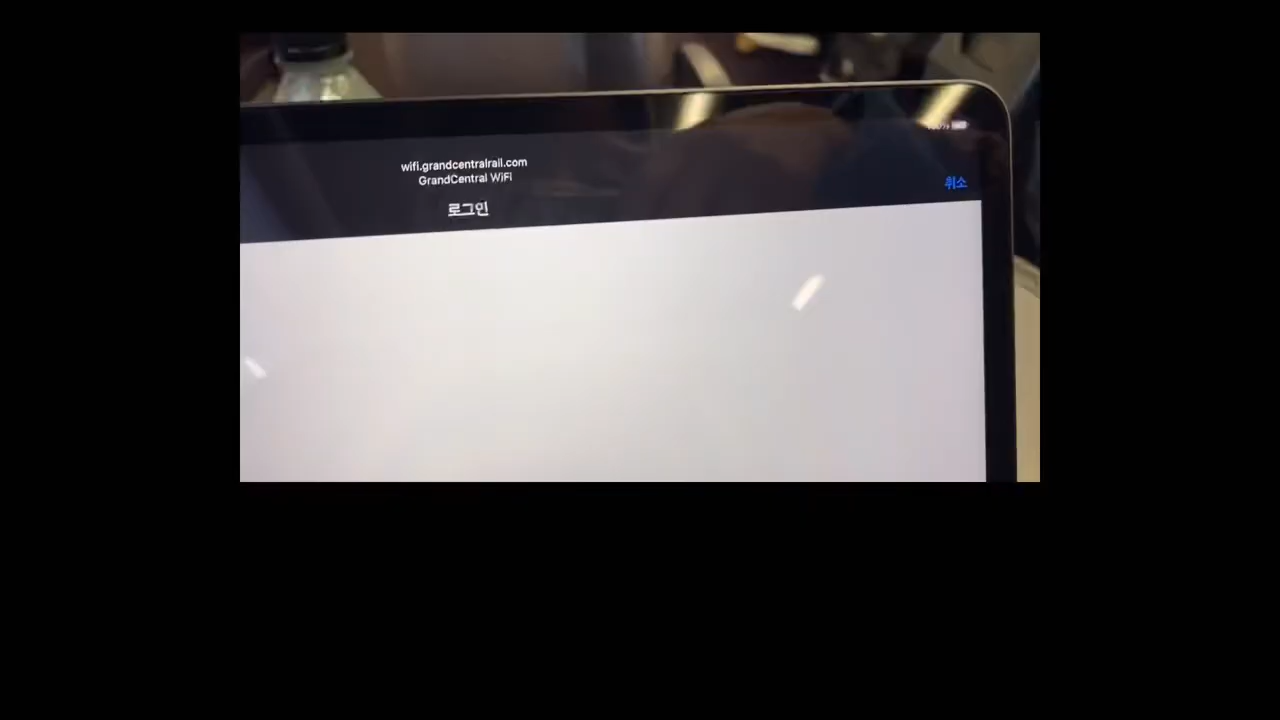 wifi.grandcentralrail.com
GrandCentral WiFi
취소
로그인